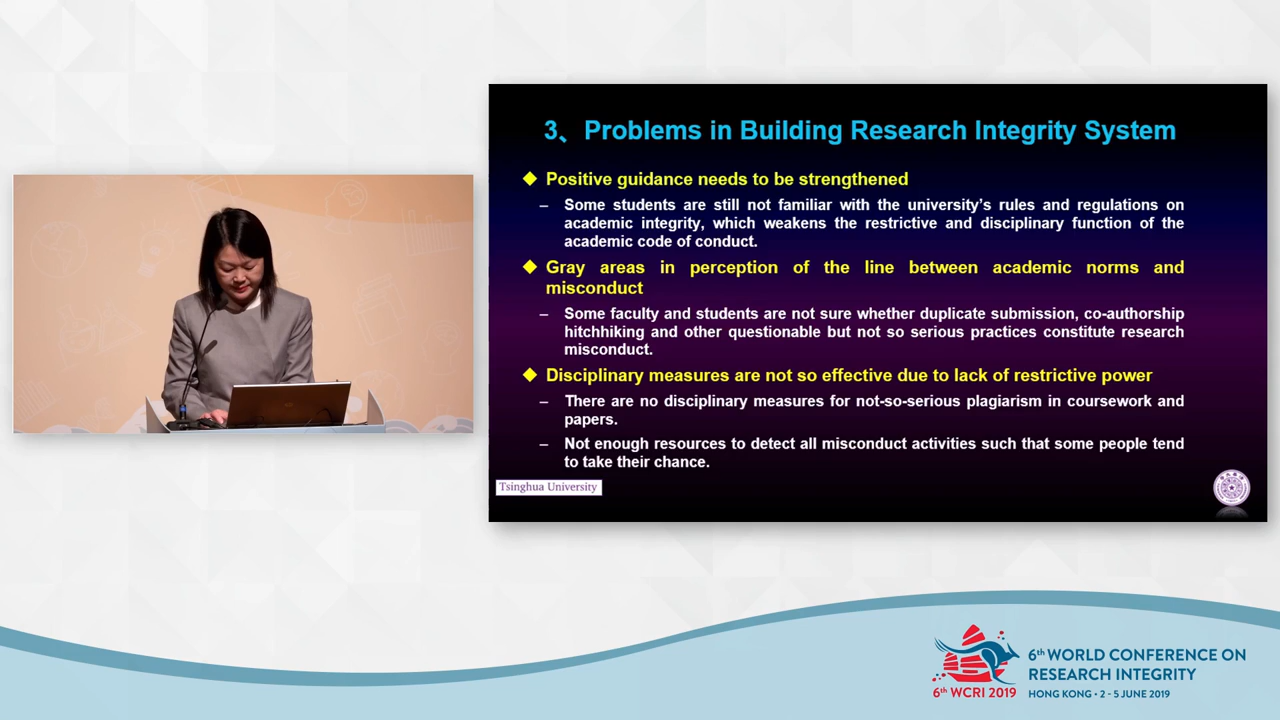 3、 Problems in Building Research Integrity System
Positive guidance needs to be strengthened
– Some students are still not familiar with the university's rules and regulations on
academic integrity, which weakens the restrictive and disciplinary function of the
academic code of conduct.
Gray areas in perception of the line between academic norms and
misconduct
– Some faculty and students are not sure whether duplicate submission, co-authorship
hitchhiking and other questionable but not so serious practices constitute research
misconduct.
Disciplinary measures are not so effective due to lack of restrictive power
– There are no disciplinary measures for not-so-serious plagiarism in coursework and
papers.
– Not enough resources to detect all misconduct activities such that some people tend
to take their chance.
Tsinghua University
6th WCRI 2019
6th WORLD CONFERENCE ON
RESEARCH INTEGRITY
HONG KONG • 2 - 5 JUNE 2019